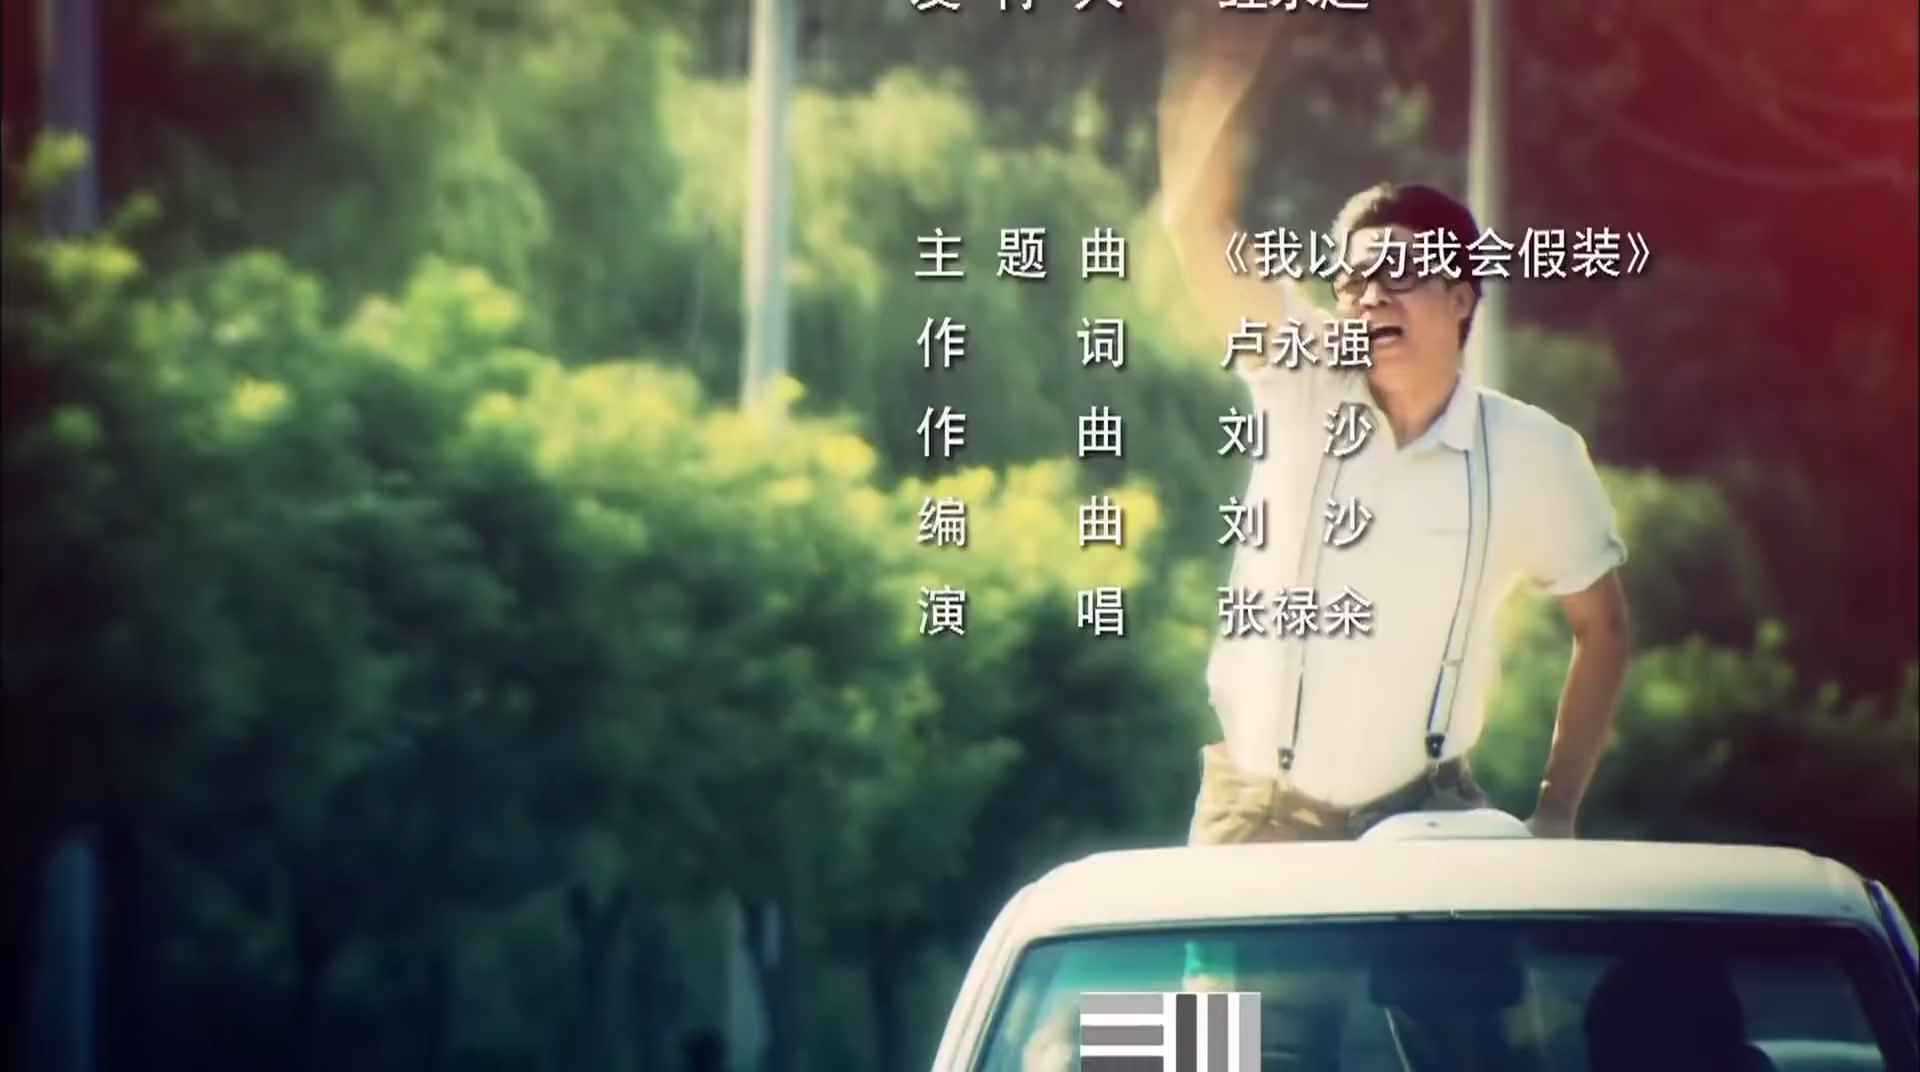 主题曲 《我以为我会假装》
作词 卢永强
作曲 刘沙
编曲 刘沙
演唱 张禄籴